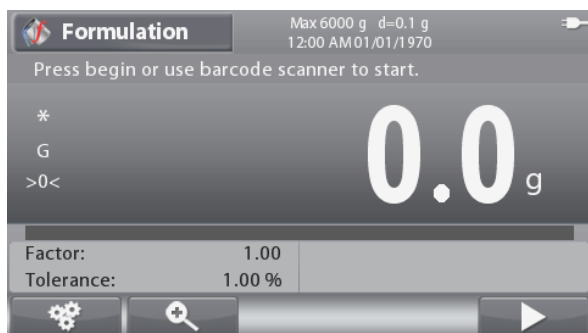 Formulation
Max 6000 g d=0.1 g
12:00 AM 01/01/1970
Press begin or use barcode scanner to start.
*
G
>0<
0.0 g
Factor: 1.00
Tolerance: 1.00 %